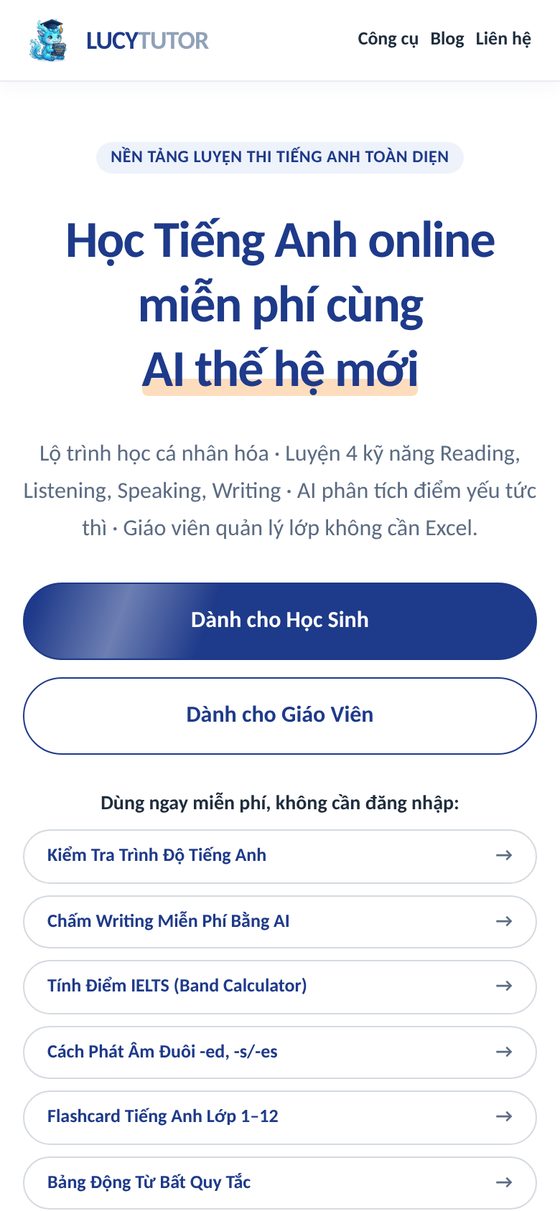 LUCYTUTOR
Công cụ Blog Liên hệ
NỀN TẢNG LUYỆN THI TIẾNG ANH TOÀN DIỆN
Học Tiếng Anh online
miễn phí cùng
AI thế hệ mới
Lộ trình học cá nhân hóa · Luyện 4 kỹ năng Reading,
Listening, Speaking, Writing · AI phân tích điểm yếu tức
thì · Giáo viên quản lý lớp không cần Excel.
Dành cho Học Sinh
Dành cho Giáo Viên
Dùng ngay miễn phí, không cần đăng nhập:
Kiểm Tra Trình Độ Tiếng Anh →
Chấm Writing Miễn Phí Bằng AI →
Tính Điểm IELTS (Band Calculator) →
Cách Phát Âm Đuôi -ed, -s/-es →
Flashcard Tiếng Anh Lớp 1–12 →
Bảng Động Từ Bất Quy Tắc →